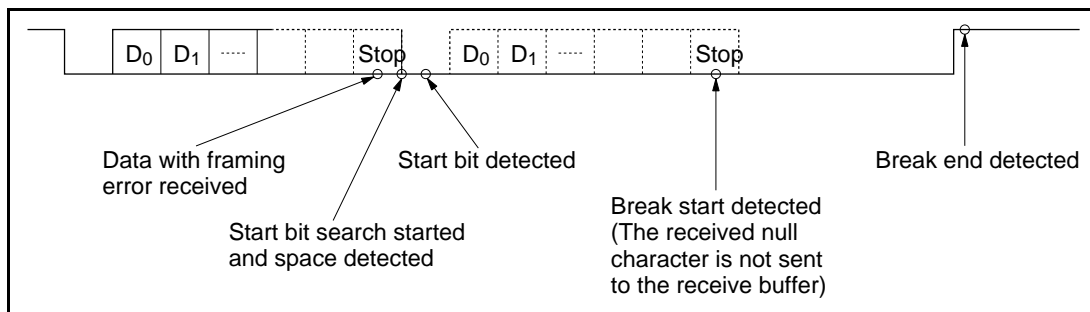 D0 D1 ····· Stop D0 D1 ····· Stop
Data with framing
error received
Start bit detected
Break end detected
Start bit search started
and space detected
Break start detected
(The received null
character is not sent
to the receive buffer)